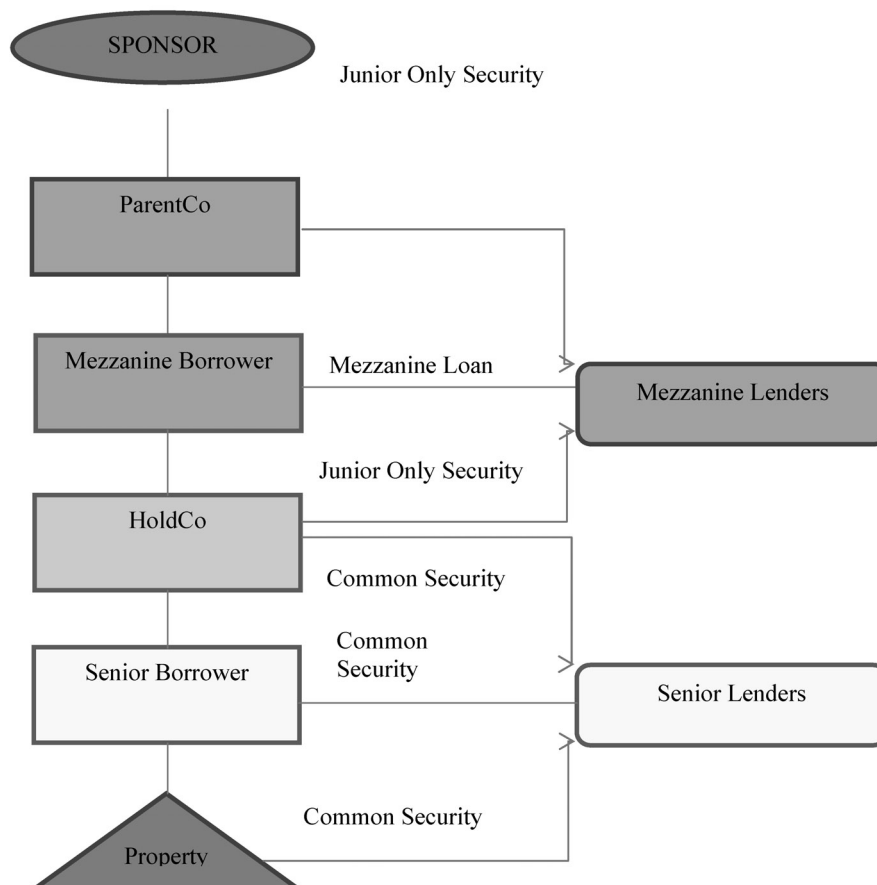 SPONSOR
Junior Only Security
ParentCo
Mezzanine Borrower
Mezzanine Loan
Mezzanine Lenders
Junior Only Security
HoldCo
Common Security
Common
Security
Senior Borrower
Senior Lenders
Common Security
Property